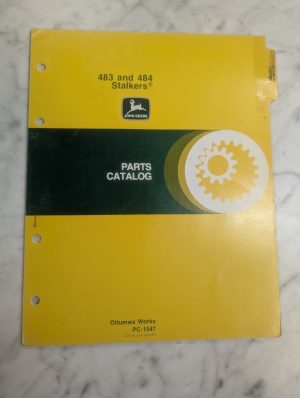 483 and 484
Stalkers®
JOHN DEERE
PARTS
CATALOG
Ottumwa Works
PC-1547